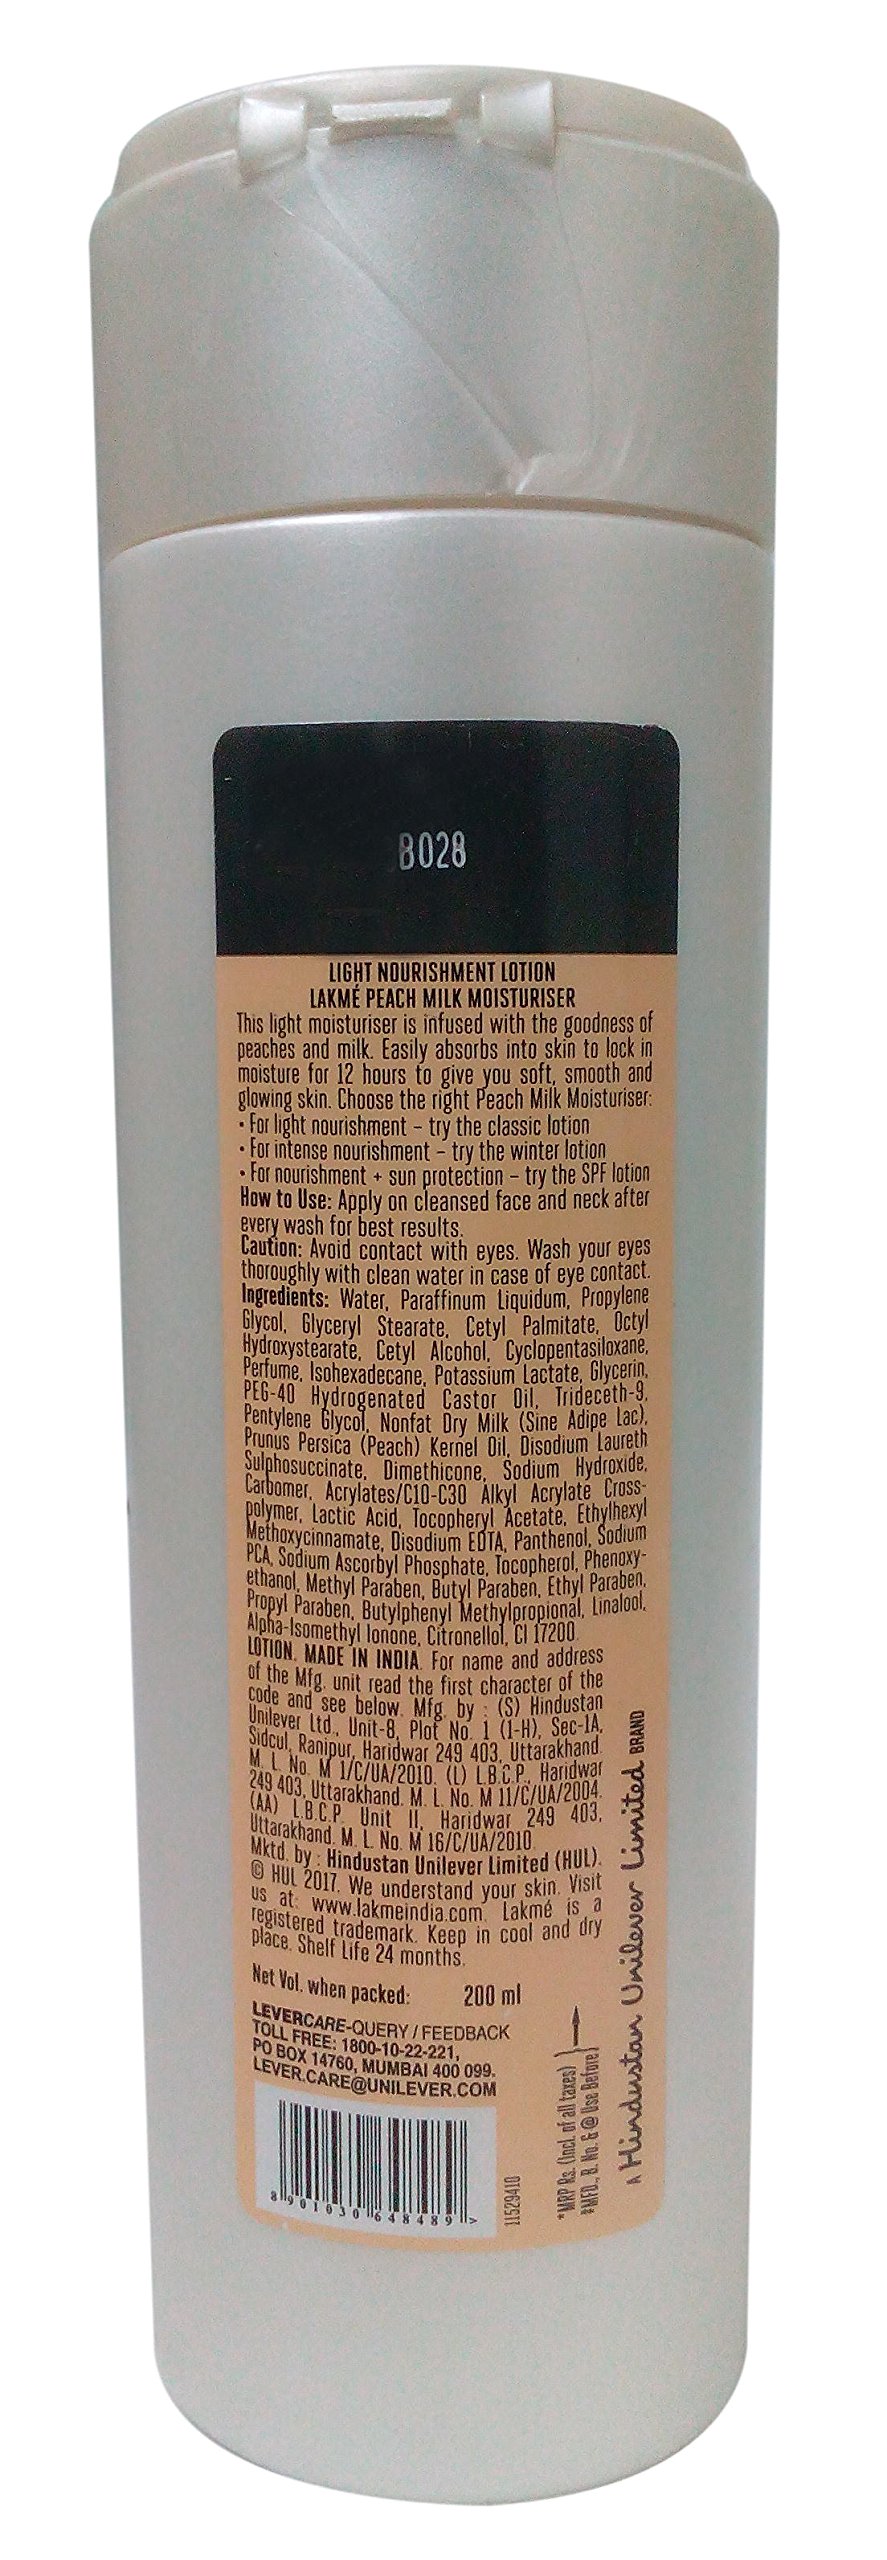 B028
LIGHT NOURISHMENT LOTION
LAKMÉ PEACH MILK MOISTURISER
This light moisturiser is infused with the goodness of
peaches and milk. Easily absorbs into skin to lock in
moisture for 12 hours to give you soft, smooth and
glowing skin. Choose the right Peach Milk Moisturiser:
• For light nourishment – try the classic lotion
• For intense nourishment – try the winter lotion
• For nourishment + sun protection – try the SPF lotion
How to Use: Apply on cleansed face and neck after
every wash for best results.
Caution: Avoid contact with eyes. Wash your eyes
thoroughly with clean water in case of eye contact.
Ingredients: Water, Paraffinum Liquidum, Propylene
Glycol, Glyceryl Stearate, Cetyl Palmitate, Octyl
Hydroxystearate, Cetyl Alcohol, Cyclopentasiloxane,
Perfume, Isohexadecane, Potassium Lactate, Glycerin,
PEG-40 Hydrogenated Castor Oil, Trideceth-9,
Pentylene Glycol, Nonfat Dry Milk (Sine Adipe Lac),
Prunus Persica (Peach) Kernel Oil, Disodium Laureth
Sulphosuccinate, Dimethicone, Sodium Hydroxide,
Carbomer, Acrylates/C10-C30 Alkyl Acrylate Cross-
polymer, Lactic Acid, Tocopheryl Acetate, Ethylhexyl
Methoxycinnamate, Disodium EDTA, Panthenol, Sodium
PCA, Sodium Ascorbyl Phosphate, Tocopherol, Phenoxy-
ethanol, Methyl Paraben, Butyl Paraben, Ethyl Paraben,
Propyl Paraben, Butylphenyl Methylpropional, Linalool,
Alpha-Isomethyl Ionone, Citronellol, CI 17200.
LOTION. MADE IN INDIA. For name and address
of the Mfg. unit read the first character of the
code and see below. Mfg. by : (S) Hindustan
Unilever Ltd., Unit-8, Plot No. 1 (1-H), Sec-1A,
Sidcul, Ranipur, Haridwar 249 403, Uttarakhand.
M. L. No. M 1/C/UA/2010. (L) L.B.C.P., Haridwar
249 403, Uttarakhand. M. L. No. M 11/C/UA/2004.
(AA) L.B.C.P. Unit II, Haridwar 249 403,
Uttarakhand. M. L. No. M 16/C/UA/2010.
Mktd. by : Hindustan Unilever Limited (HUL).
© HUL 2017. We understand your skin. Visit
us at: www.lakmeindia.com. Lakmé is a
registered trademark. Keep in cool and dry
place. Shelf Life 24 months.
Net Vol. when packed: 200 ml
LEVERCARE-QUERY / FEEDBACK
TOLL FREE: 1800-10-22-221,
PO BOX 14760, MUMBAI 400 099.
LEVER.CARE@UNILEVER.COM
8 901030 648489 >
11529410
*MRP Rs. (Incl. of all taxes)
#MFD., B. No. & @ Use Before
A Hindustan Unilever Limited BRAND